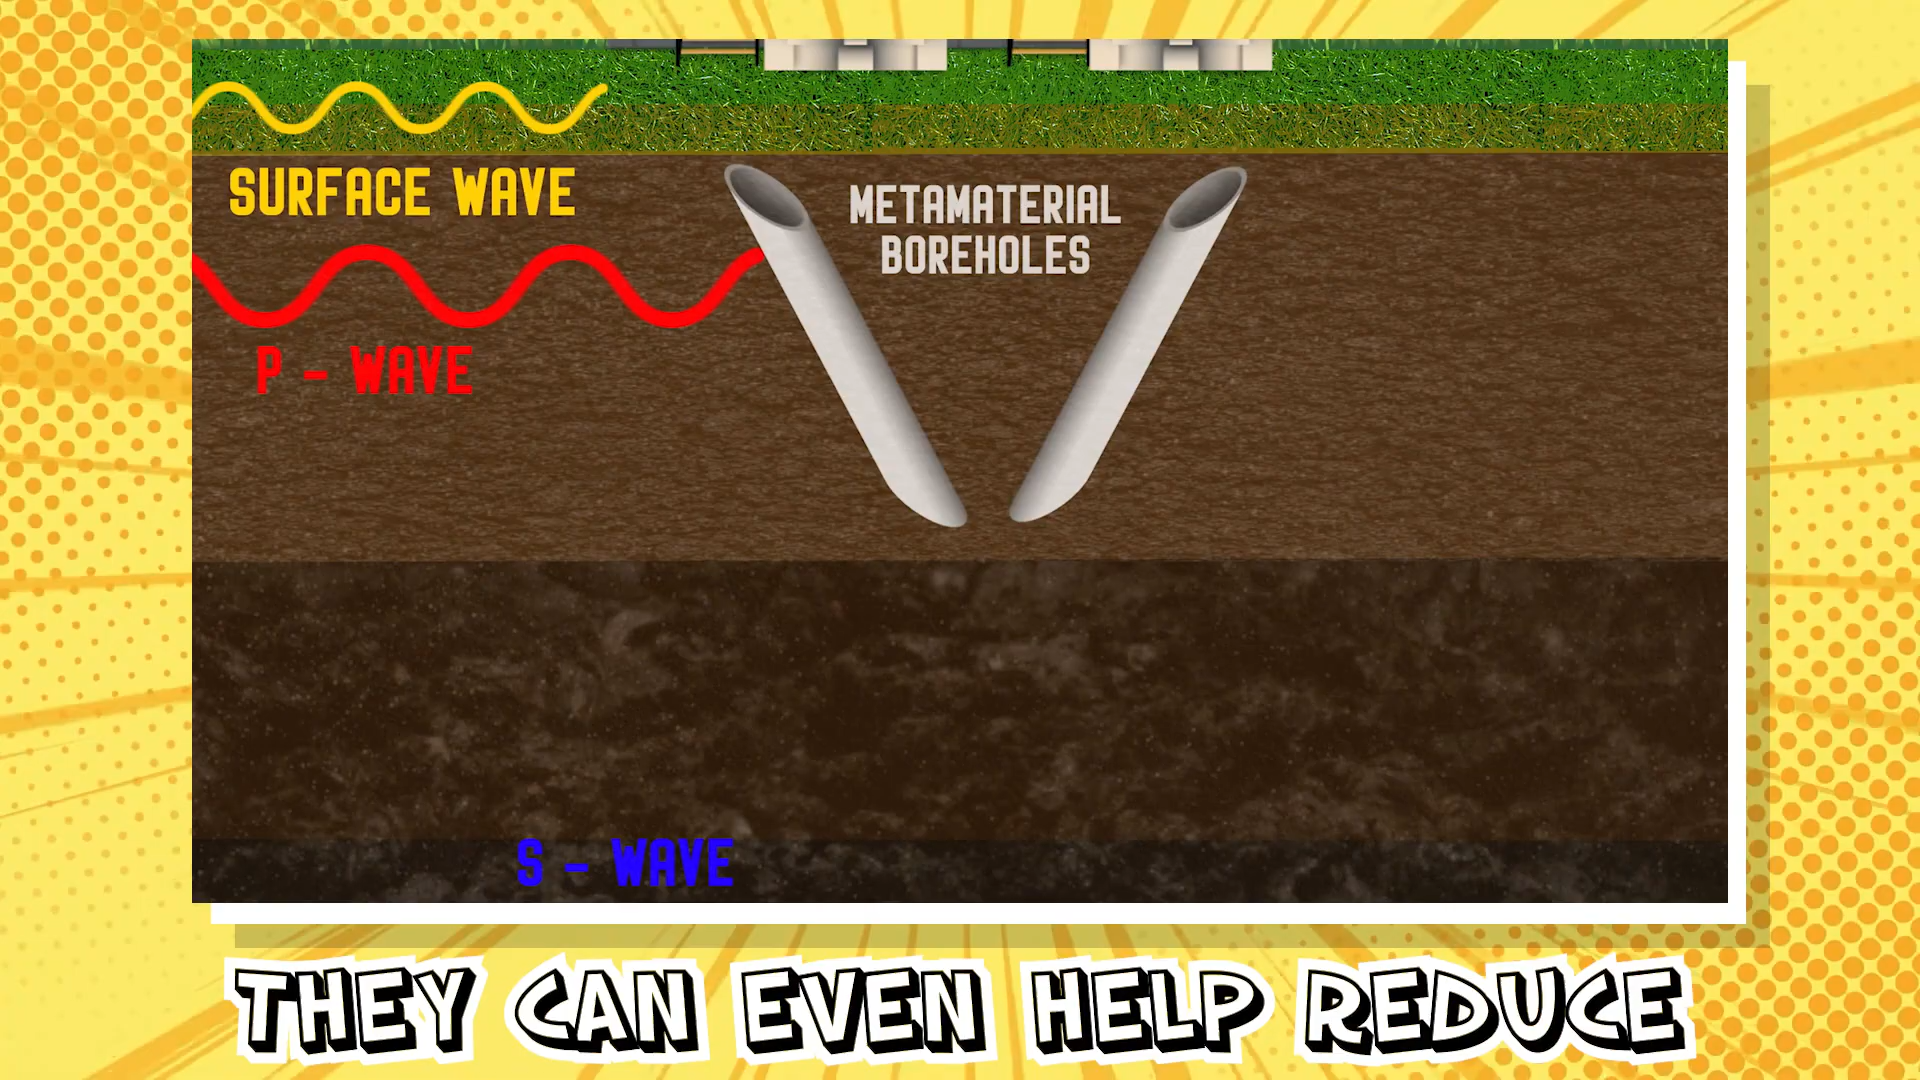 SURFACE WAVE
METAMATERIAL
BOREHOLES
P - WAVE
S - WAVE
THEY CAN EVEN HELP REDUCE